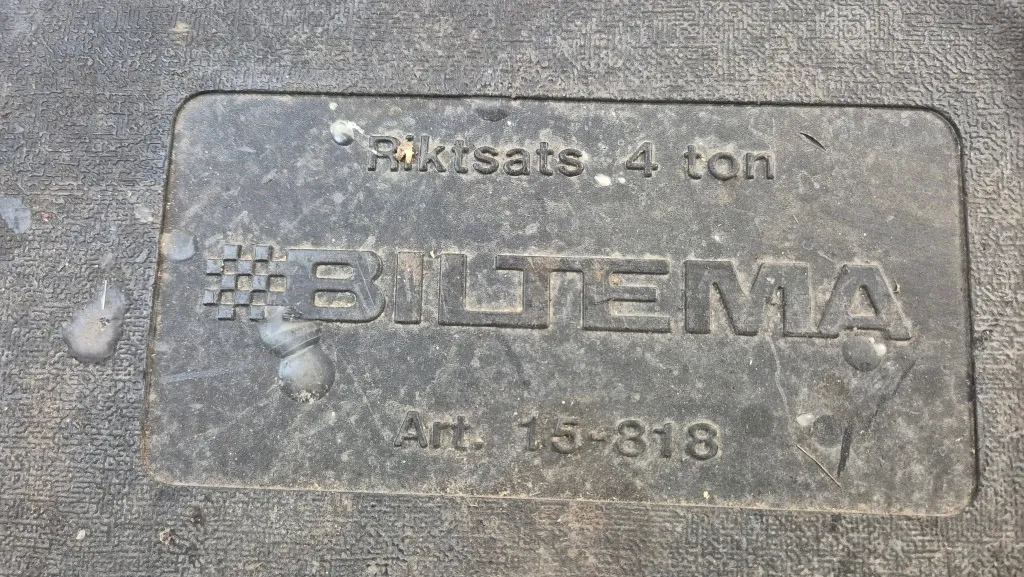 Riktsats 4 ton
BILTEMA
Art. 15-818